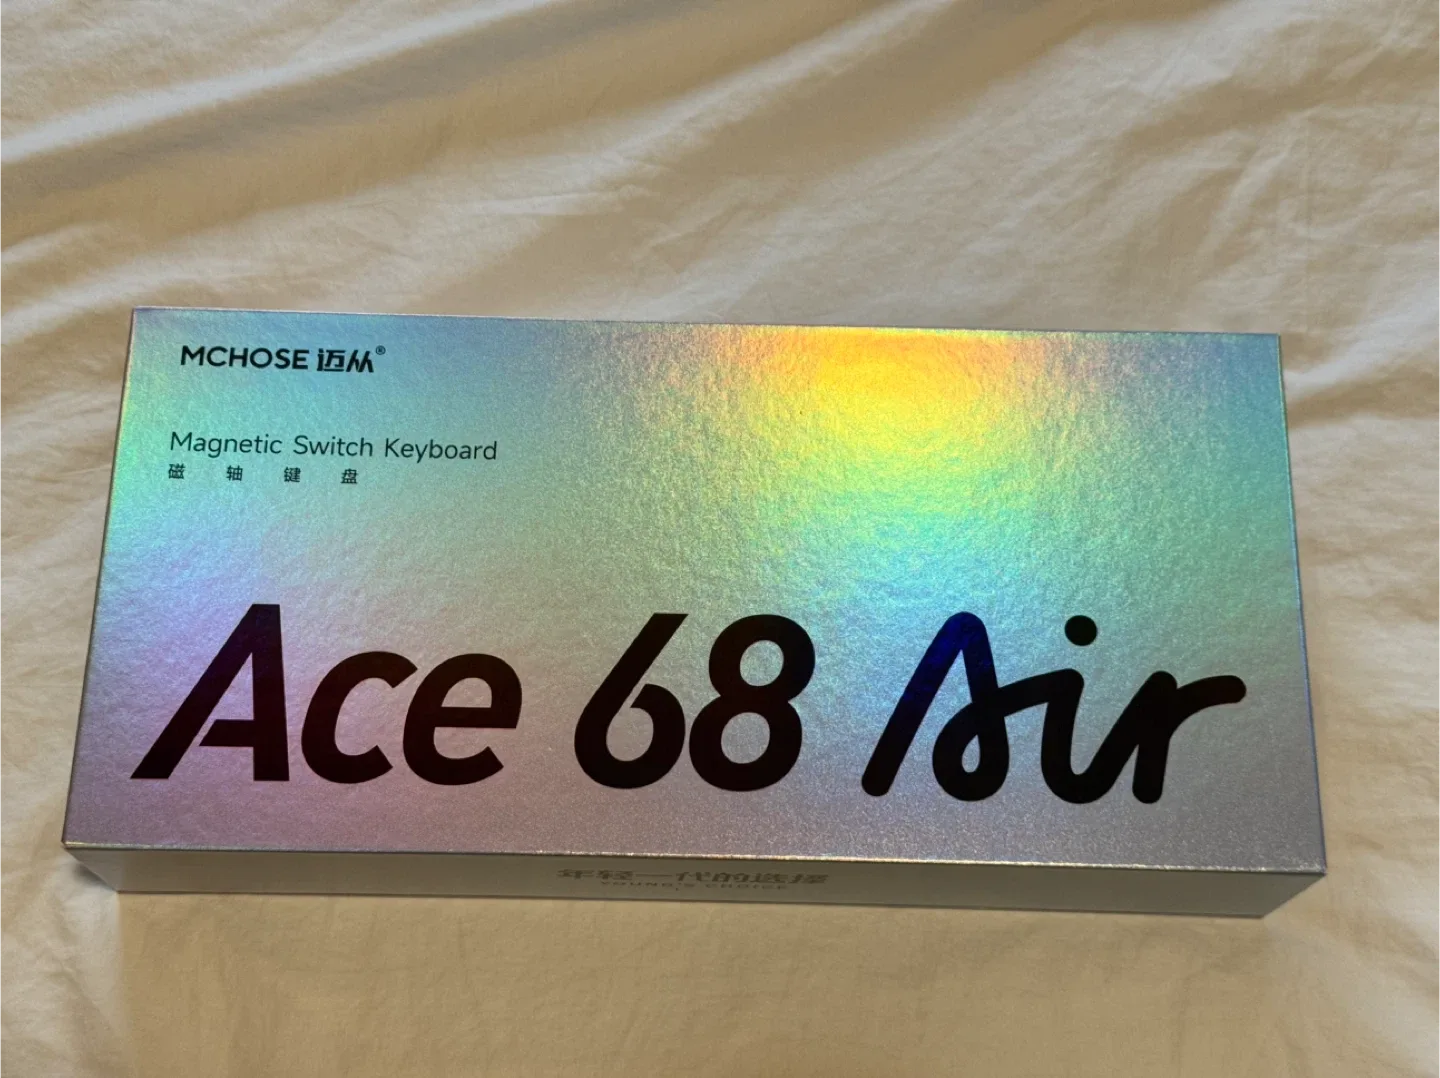 MCHOSE 迈从®
Magnetic Switch Keyboard
磁轴键盘
Ace 68 Air
年轻一代的选择
YOUNGR'S CHOICE